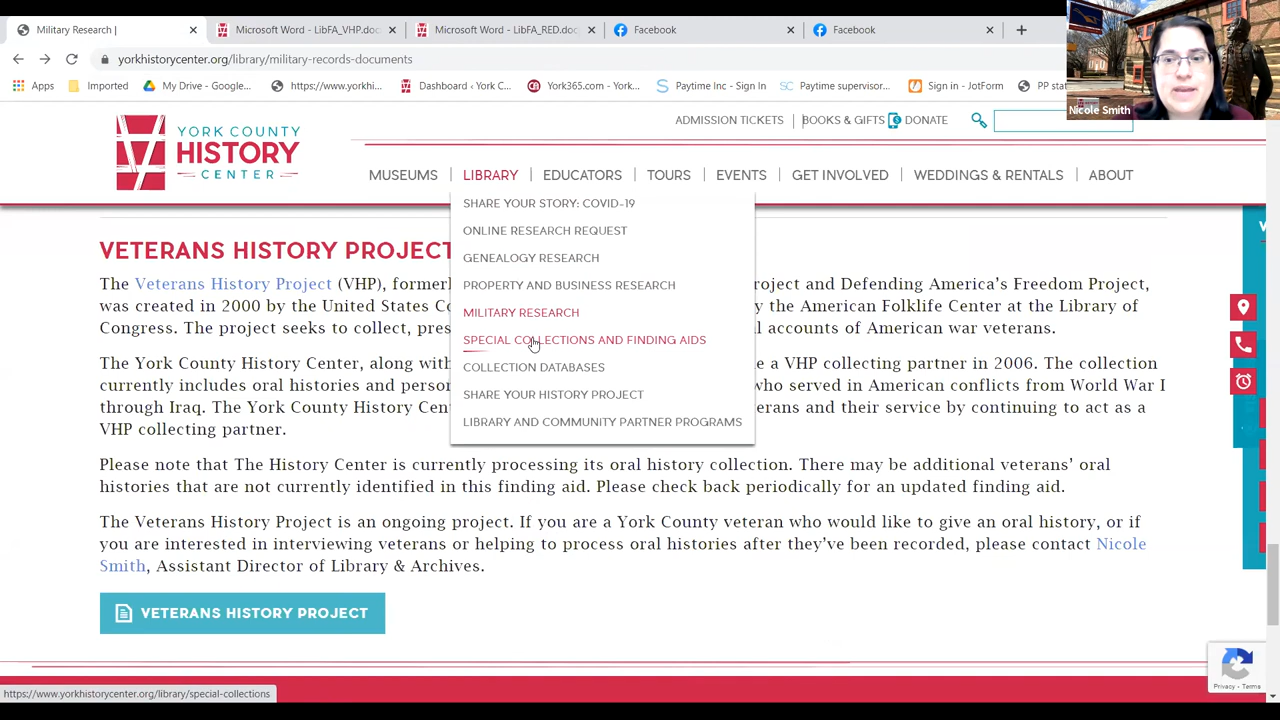 Military Research |
Microsoft Word - LibFA_VHP.doc
Microsoft Word - LibFA_RED.doc
Facebook
Facebook
yorkhistorycenter.org/library/military-records-documents
Apps
Imported
My Drive - Google...
https://www.yorkhi...
Dashboard ‹ York C...
York365.com - York...
Paytime Inc - Sign In
Paytime supervisor...
Sign in - JotForm
PP
Nicole Smith
ADMISSION TICKETS
BOOKS & GIFTS
DONATE
YORK COUNTY
HISTORY
CENTER
MUSEUMS
LIBRARY
EDUCATORS
TOURS
EVENTS
GET INVOLVED
WEDDINGS & RENTALS
ABOUT
SHARE YOUR STORY: COVID-19
ONLINE RESEARCH REQUEST
GENEALOGY RESEARCH
PROPERTY AND BUSINESS RESEARCH
MILITARY RESEARCH
SPECIAL COLLECTIONS AND FINDING AIDS
COLLECTION DATABASES
SHARE YOUR HISTORY PROJECT
LIBRARY AND COMMUNITY PARTNER PROGRAMS
VETERANS HISTORY PROJECT
The Veterans History Project (VHP), former roject and Defending America's Freedom Project,
was created in 2000 by the United States Co y the American Folklife Center at the Library of
Congress. The project seeks to collect, pres al accounts of American war veterans.
The York County History Center, along with e a VHP collecting partner in 2006. The collection
currently includes oral histories and person who served in American conflicts from World War I
through Iraq. The York County History Cent erans and their service by continuing to act as a
VHP collecting partner.
Please note that The History Center is currently processing its oral history collection. There may be additional veterans' oral
histories that are not currently identified in this finding aid. Please check back periodically for an updated finding aid.
The Veterans History Project is an ongoing project. If you are a York County veteran who would like to give an oral history, or if
you are interested in interviewing veterans or helping to process oral histories after they've been recorded, please contact Nicole
Smith, Assistant Director of Library & Archives.
VETERANS HISTORY PROJECT
Privacy - Terms
https://www.yorkhistorycenter.org/library/special-collections